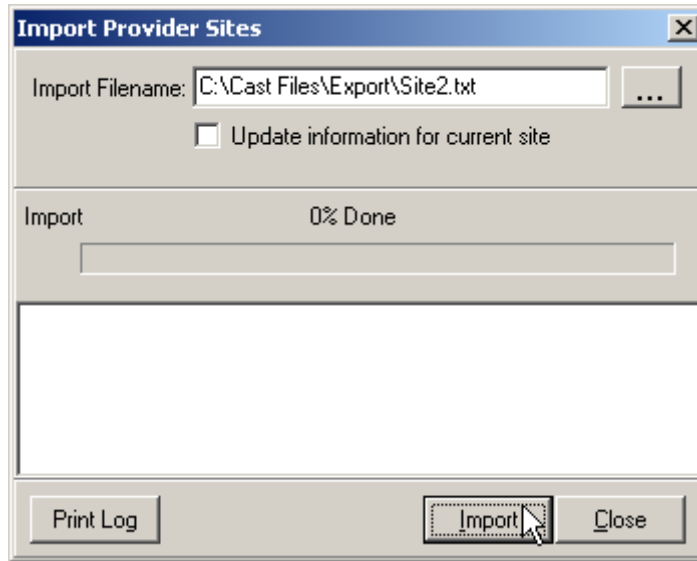 Import Provider Sites
Import Filename: C:\Cast Files\Export\Site2.txt ...
Update information for current site
Import 0% Done
Print Log Import Close